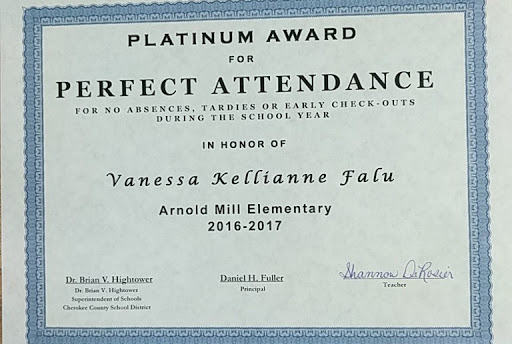 PLATINUM AWARD
FOR
PERFECT ATTENDANCE
FOR NO ABSENCES, TARDIES OR EARLY CHECK-OUTS
DURING THE SCHOOL YEAR
IN HONOR OF
Vanessa Kellianne Falu
Arnold Mill Elementary
2016-2017
Dr. Brian V. Hightower
Dr. Brian V. Hightower
Superintendent of Schools
Cherokee County School District
Daniel H. Fuller
Principal
Shannon DeRosier
Teacher